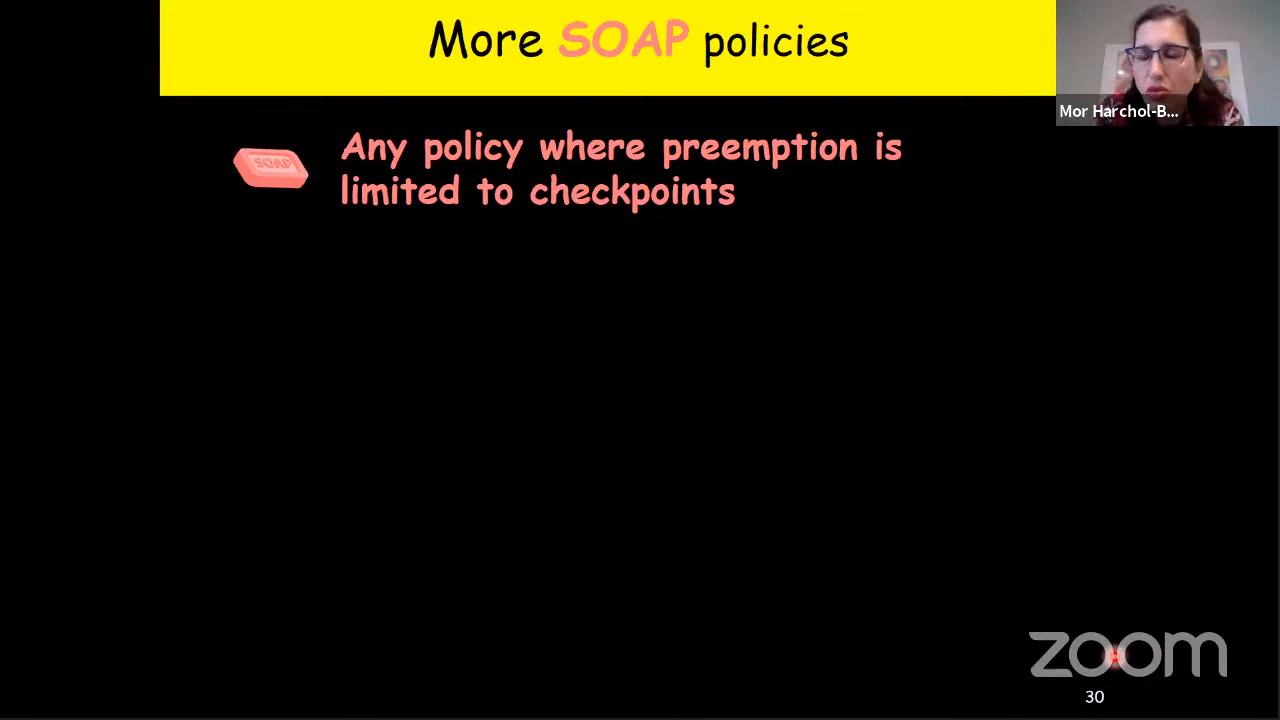 More SOAP policies
Mor Harchol-B...
SOAP
Any policy where preemption is
limited to checkpoints
zoom
30